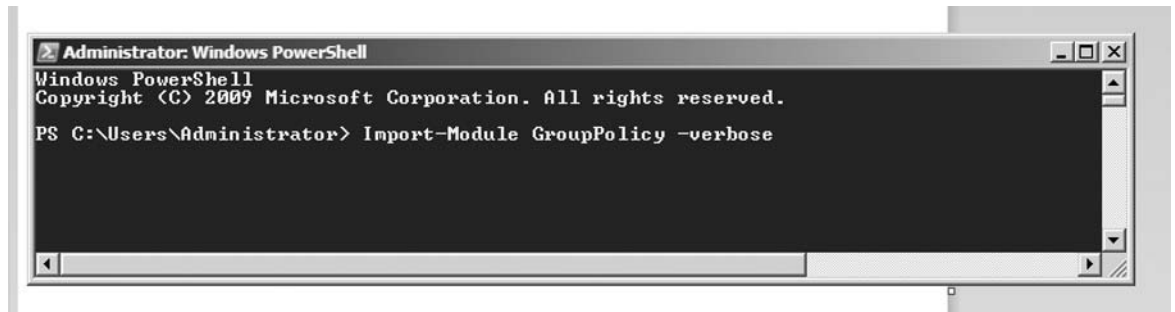 Administrator: Windows PowerShell
Windows PowerShell
Copyright (C) 2009 Microsoft Corporation. All rights reserved.
PS C:\Users\Administrator> Import-Module GroupPolicy -verbose